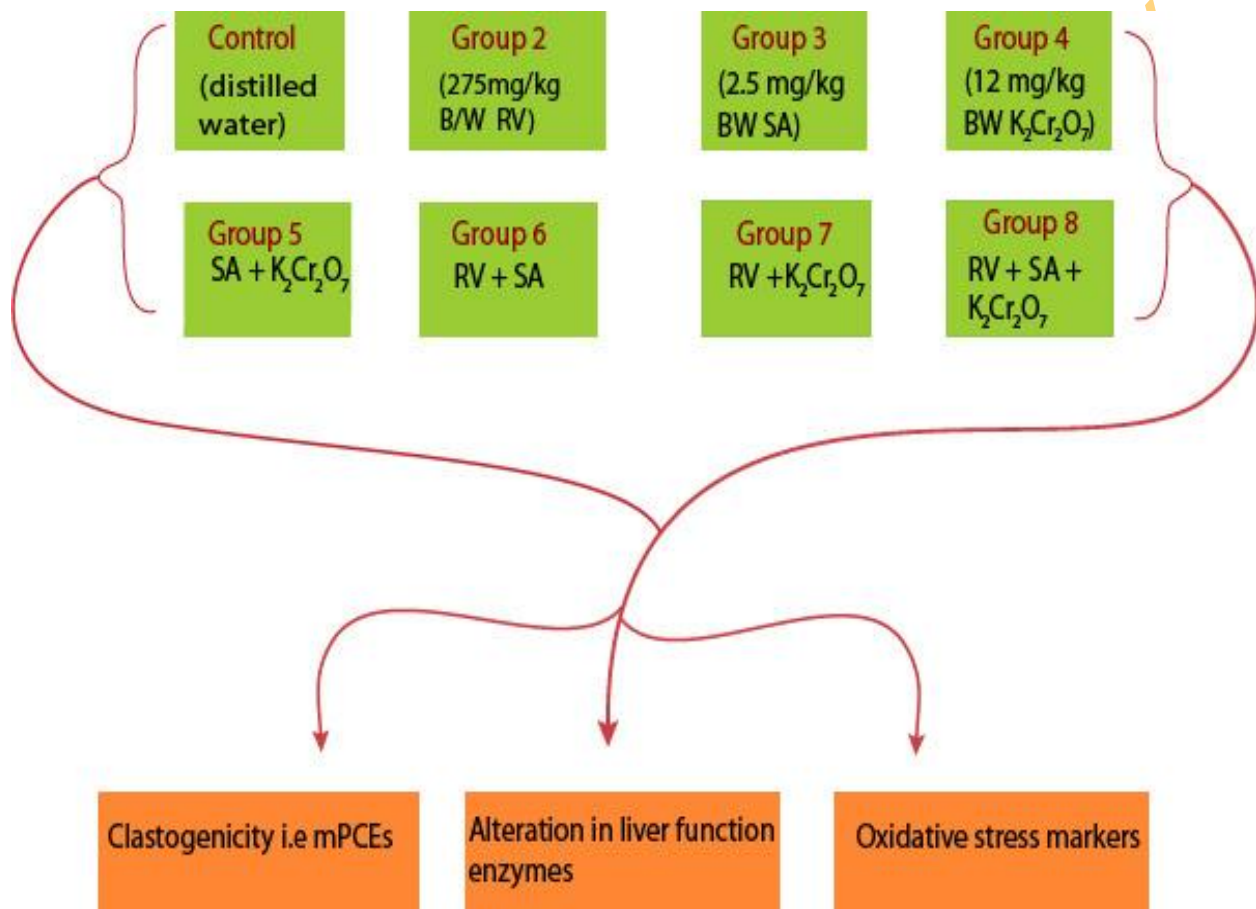 Control
(distilled
water)
Group 2
(275mg/kg
B/W RV)
Group 3
(2.5 mg/kg
BW SA)
Group 4
(12 mg/kg
BW K₂Cr₂O₇)
Group 5
SA + K₂Cr₂O₇
Group 6
RV + SA
Group 7
RV +K₂Cr₂O₇
Group 8
RV + SA +
K₂Cr₂O₇
Clastogenicity i.e mPCEs
Alteration in liver function
enzymes
Oxidative stress markers